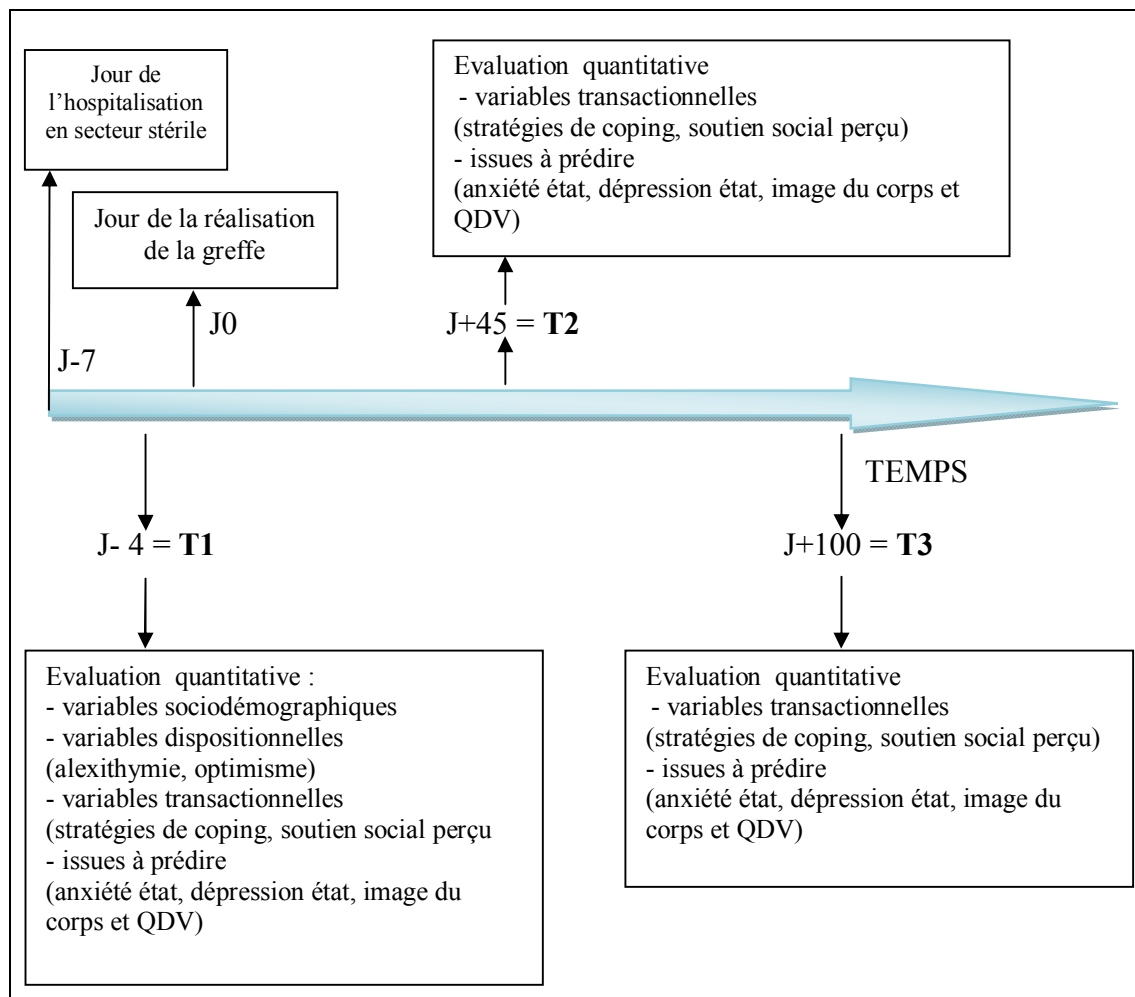 Jour de
l’hospitalisation
en secteur stérile
Jour de la réalisation
de la greffe
Evaluation quantitative
- variables transactionnelles
(stratégies de coping, soutien social perçu)
- issues à prédire
(anxiété état, dépression état, image du corps et
QDV)
J-7
J0
J+45 = T2
TEMPS
J- 4 = T1
J+100 = T3
Evaluation quantitative :
- variables sociodémographiques
- variables dispositionnelles
(alexithymie, optimisme)
- variables transactionnelles
(stratégies de coping, soutien social perçu
- issues à prédire
(anxiété état, dépression état, image du
corps et QDV)
Evaluation quantitative
- variables transactionnelles
(stratégies de coping, soutien social perçu)
- issues à prédire
(anxiété état, dépression état, image du
corps et QDV)